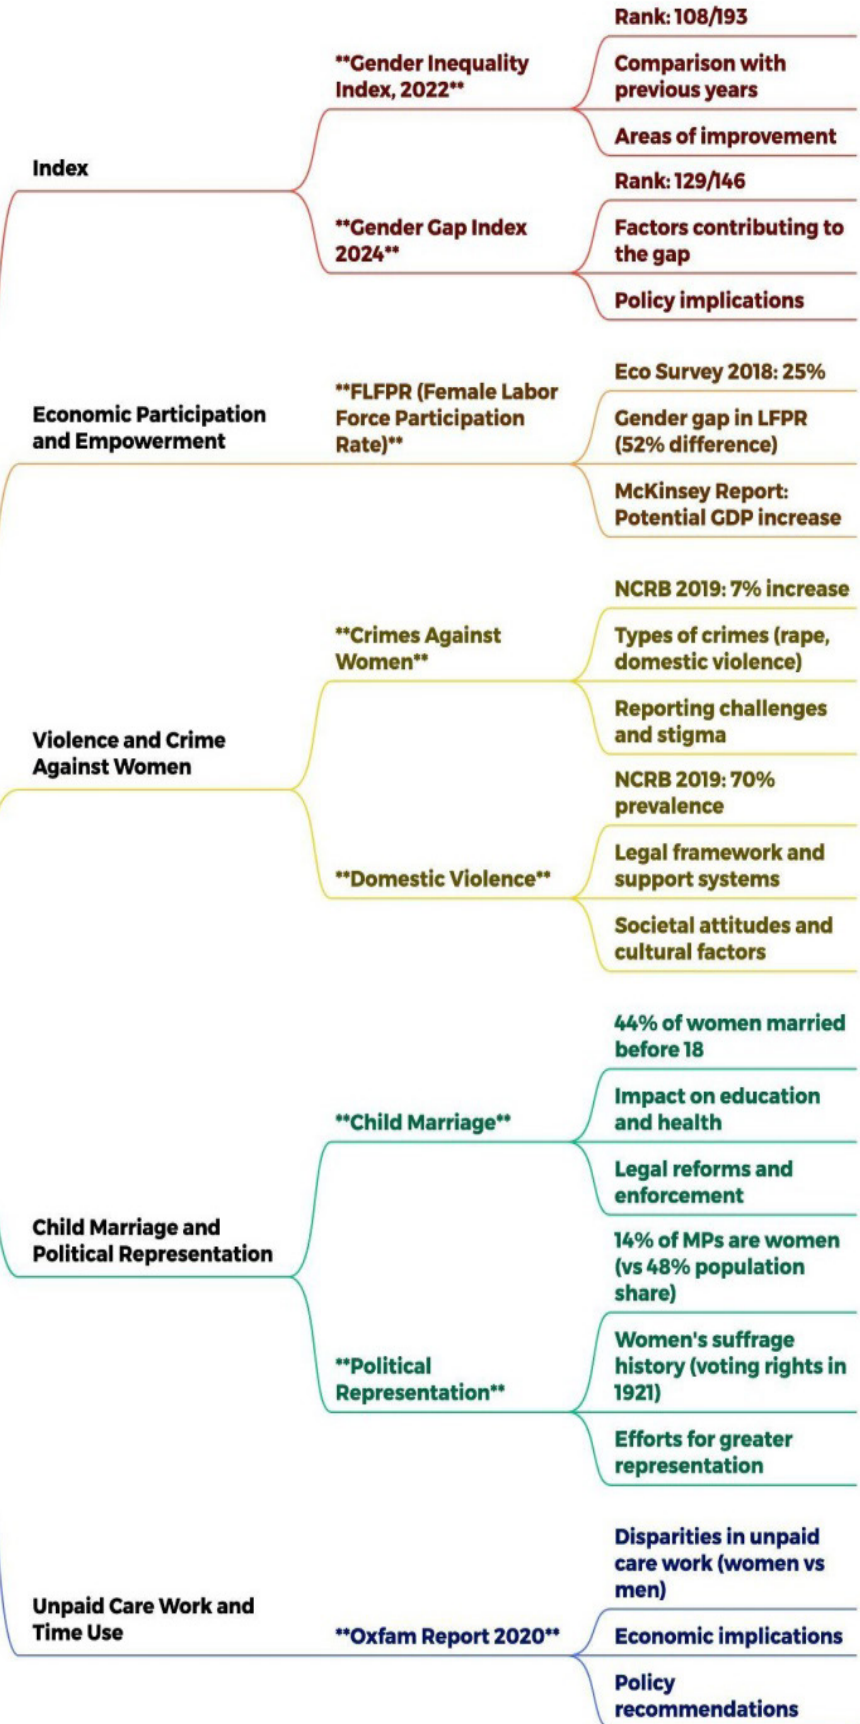 Index
**Gender Inequality
Index, 2022**
Rank: 108/193
Comparison with
previous years
Areas of improvement
**Gender Gap Index
2024**
Rank: 129/146
Factors contributing to
the gap
Policy implications
Economic Participation
and Empowerment
**FLFPR (Female Labor
Force Participation
Rate)**
Eco Survey 2018: 25%
Gender gap in LFPR
(52% difference)
McKinsey Report:
Potential GDP increase
Violence and Crime
Against Women
**Crimes Against
Women**
NCRB 2019: 7% increase
Types of crimes (rape,
domestic violence)
Reporting challenges
and stigma
**Domestic Violence**
NCRB 2019: 70%
prevalence
Legal framework and
support systems
Societal attitudes and
cultural factors
Child Marriage and
Political Representation
**Child Marriage**
44% of women married
before 18
Impact on education
and health
Legal reforms and
enforcement
**Political
Representation**
14% of MPs are women
(vs 48% population
share)
Women's suffrage
history (voting rights in
1921)
Efforts for greater
representation
Unpaid Care Work and
Time Use
**Oxfam Report 2020**
Disparities in unpaid
care work (women vs
men)
Economic implications
Policy
recommendations